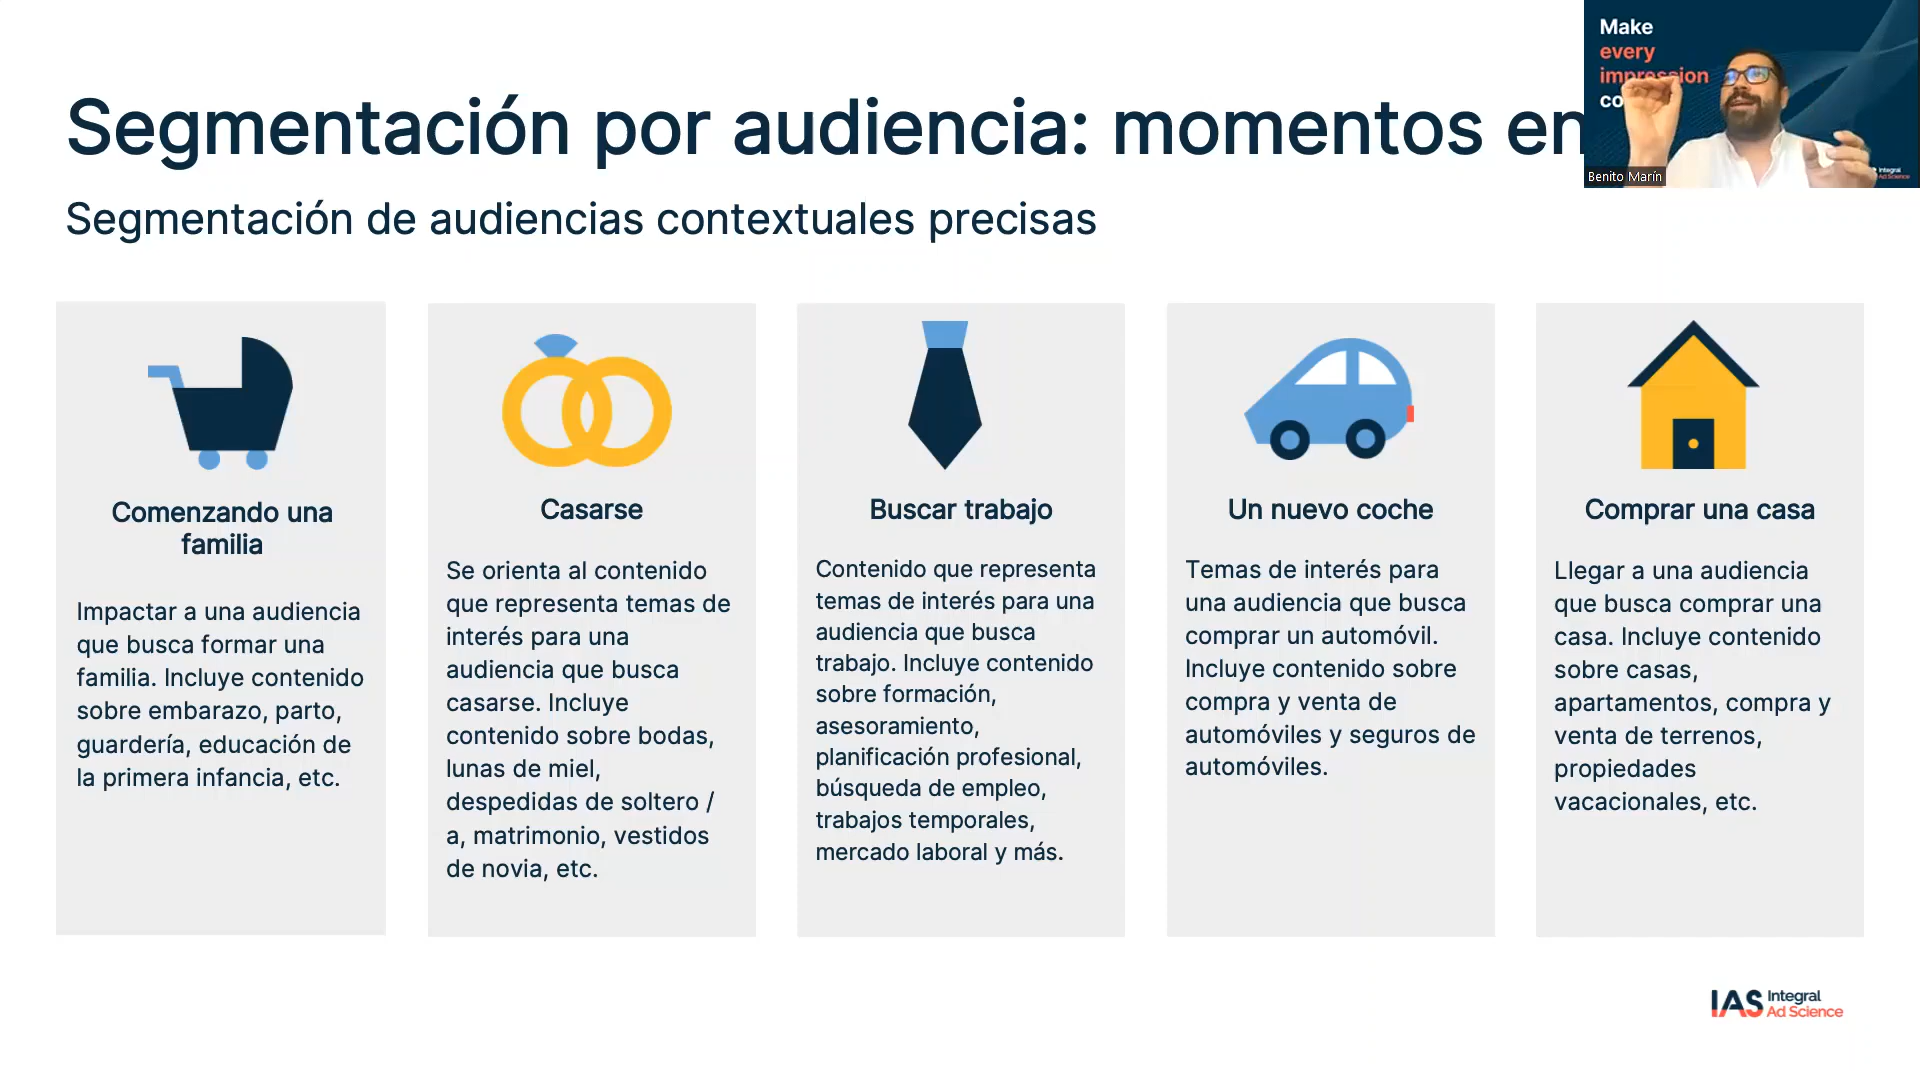 Segmentación por audiencia: momentos en
Segmentación de audiencias contextuales precisas
Make
every
impression
co
Benito Marín
Integral
Ad Science
Comenzando una
familia
Impactar a una audiencia
que busca formar una
familia. Incluye contenido
sobre embarazo, parto,
guardería, educación de
la primera infancia, etc.
Casarse
Se orienta al contenido
que representa temas de
interés para una
audiencia que busca
casarse. Incluye
contenido sobre bodas,
lunas de miel,
despedidas de soltero /
a, matrimonio, vestidos
de novia, etc.
Buscar trabajo
Contenido que representa
temas de interés para una
audiencia que busca
trabajo. Incluye contenido
sobre formación,
asesoramiento,
planificación profesional,
búsqueda de empleo,
trabajos temporales,
mercado laboral y más.
Un nuevo coche
Temas de interés para
una audiencia que busca
comprar un automóvil.
Incluye contenido sobre
compra y venta de
automóviles y seguros de
automóviles.
Comprar una casa
Llegar a una audiencia
que busca comprar una
casa. Incluye contenido
sobre casas,
apartamentos, compra y
venta de terrenos,
propiedades
vacacionales, etc.
IAS Integral
Ad Science